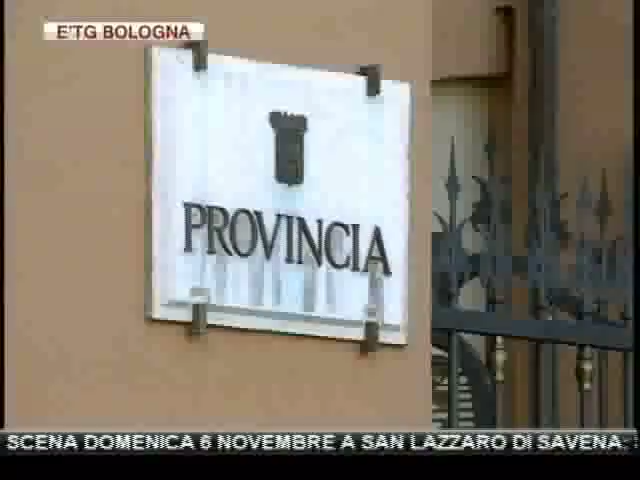 E'TG BOLOGNA
PROVINCIA
SCENA DOMENICA 6 NOVEMBRE A SAN LAZZARO DI SAVENA.